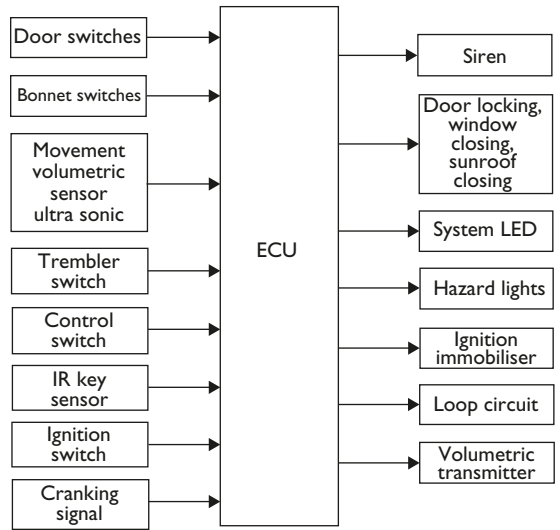 Door switches
Bonnet switches
Movement
volumetric
sensor
ultra sonic
Trembler
switch
Control
switch
IR key
sensor
Ignition
switch
Cranking
signal
ECU
Siren
Door locking,
window
closing,
sunroof
closing
System LED
Hazard lights
Ignition
immobiliser
Loop circuit
Volumetric
transmitter